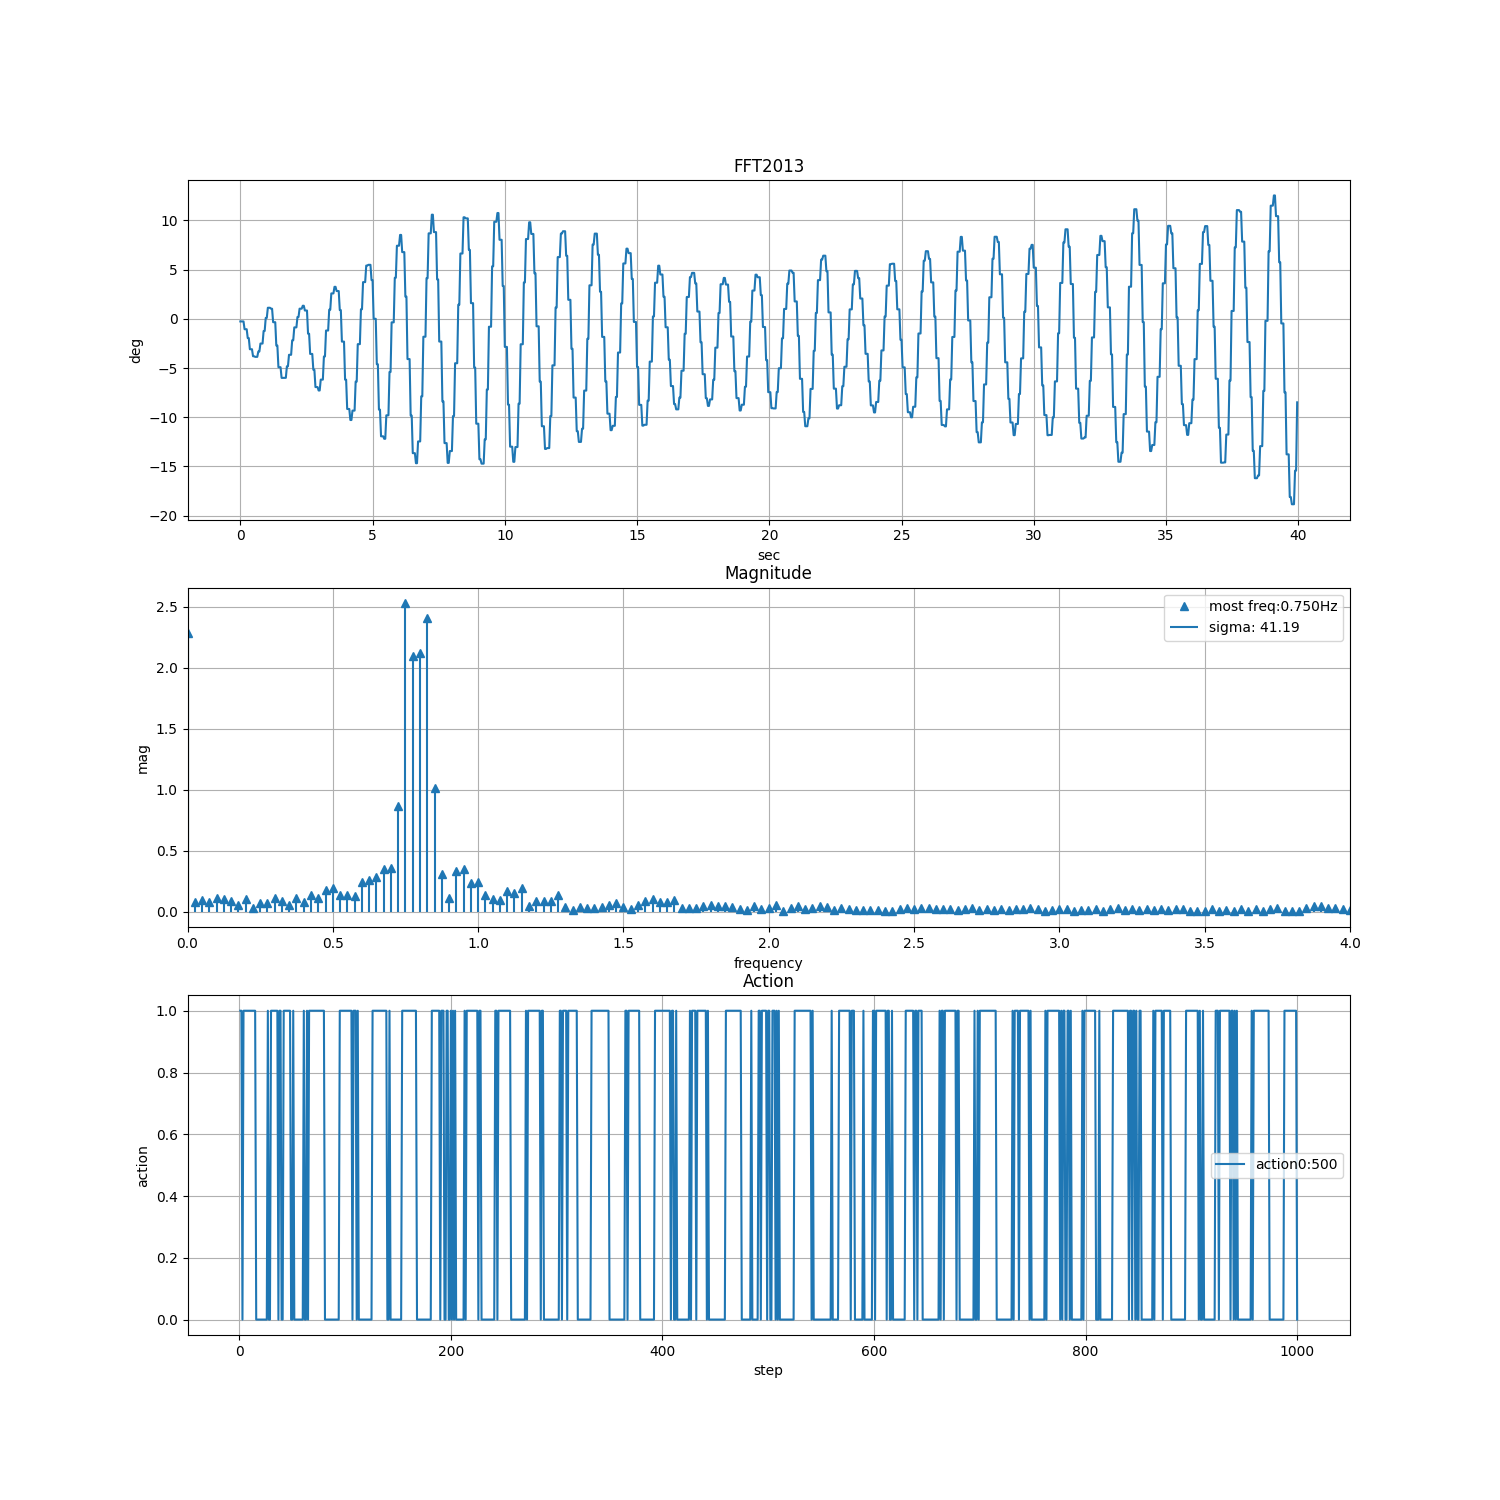 FFT2013
10
5
0
−5
−10
−15
−20
deg
0 5 10 15 20 25 30 35 40
sec
Magnitude
most freq:0.750Hz
sigma: 41.19
2.5
2.0
1.5
1.0
0.5
0.0
mag
0.0 0.5 1.0 1.5 2.0 2.5 3.0 3.5 4.0
frequency
Action
1.0
0.8
0.6
0.4
0.2
0.0
action
action0:500
0 200 400 600 800 1000
step